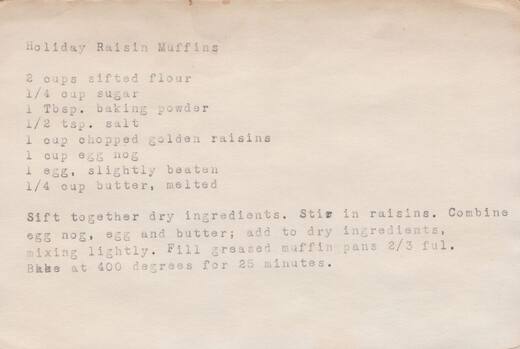 Holiday Raisin Muffins
2 cups sifted flour
1/4 cup sugar
1 Tbsp. baking powder
1/2 tsp. salt
1 cup chopped golden raisins
1 cup egg nog
1 egg, slightly beaten
1/4 cup butter, melted
Sift together dry ingredients. Stir in raisins. Combine
egg nog, egg and butter; add to dry ingredients,
mixing lightly. Fill greased muffin pans 2/3 ful.
Bake at 400 degrees for 25 minutes.